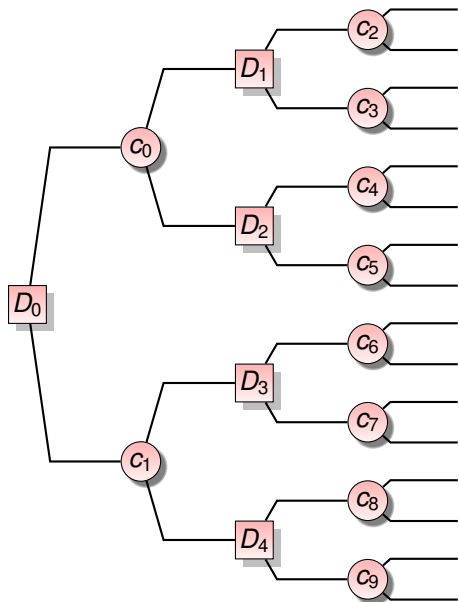 c₂
D₁
c₃
c₀
c₄
D₂
c₅
D₀
c₆
D₃
c₇
c₁
c₈
D₄
c₉